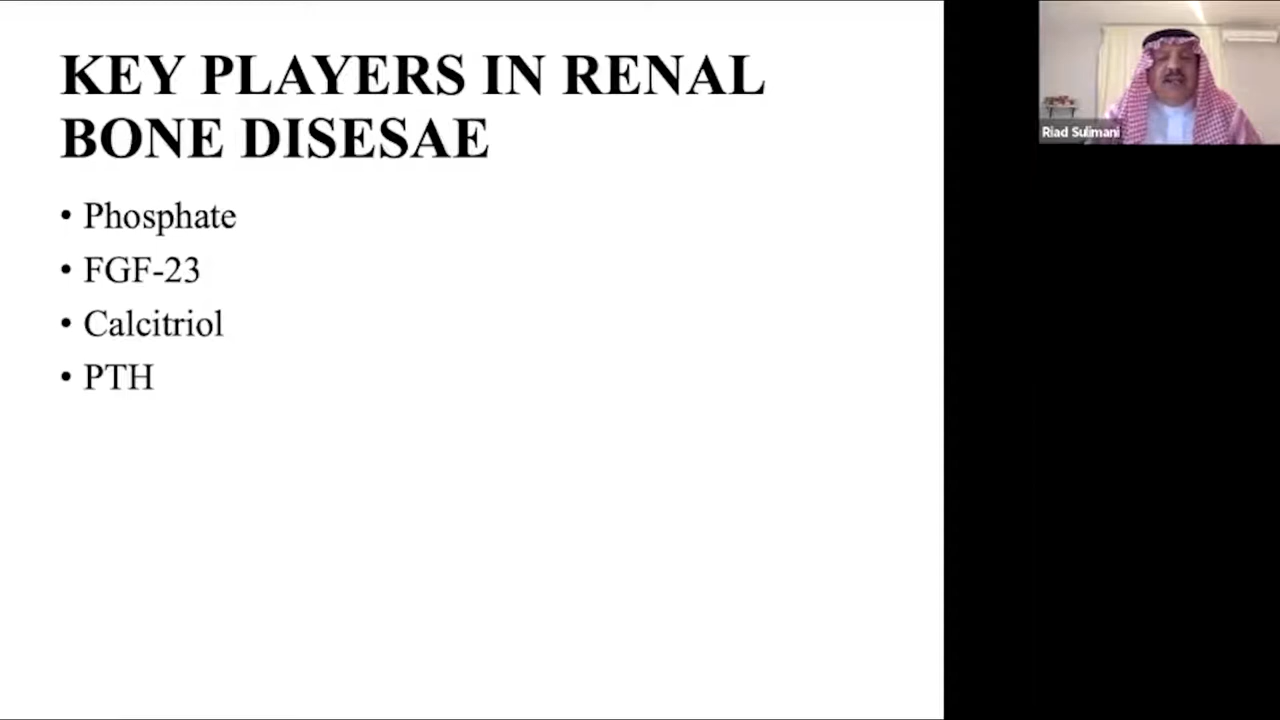 KEY PLAYERS IN RENAL
BONE DISESAE
• Phosphate
• FGF-23
• Calcitriol
• PTH
Riad Sulimani